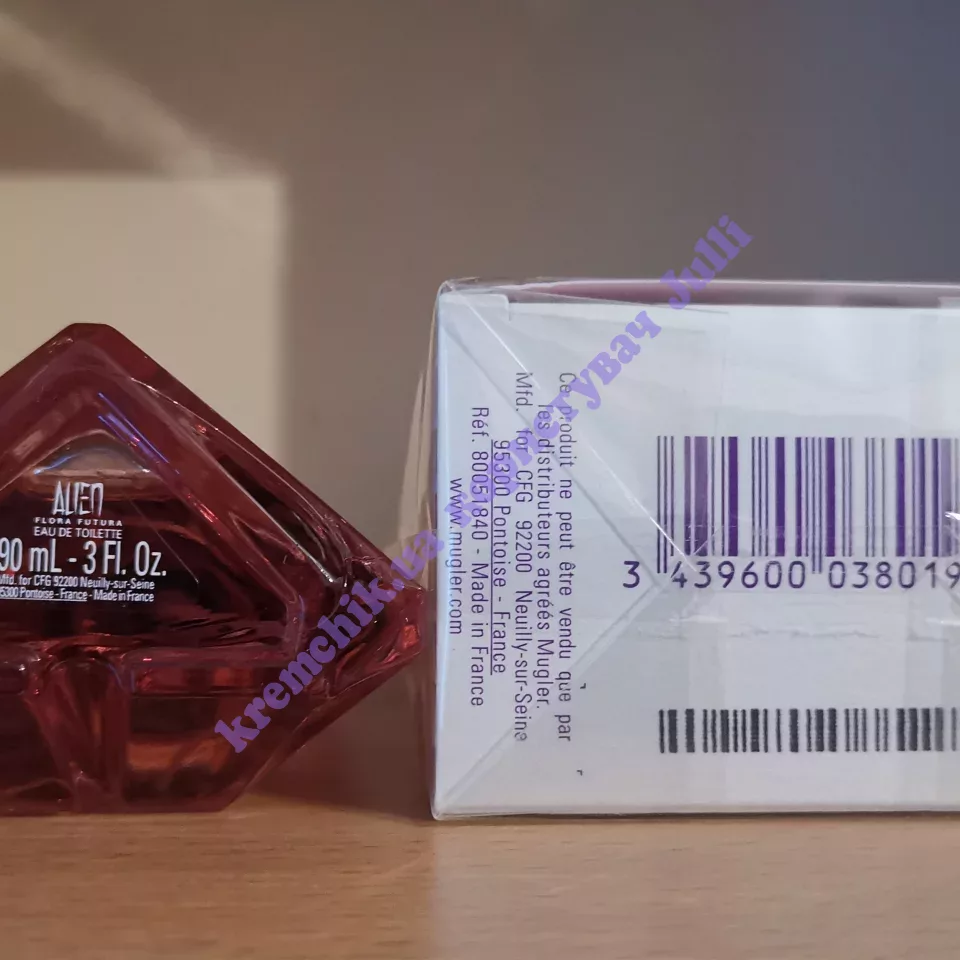 ALIEN
FLORA FUTURA
EAU DE TOILETTE
90 mL - 3 Fl. Oz.
Mfd. for CFG 92200 Neuilly-sur-Seine
95300 Pontoise - France - Made in France
Ce produit ne peut être vendu que par
les distributeurs agréés Mugler.
Mfd. for CFG 92200 Neuilly-sur-Seine
95300 Pontoise - France
Réf. 80051840 - Made in France
www.mugler.com
3 439600 038019
kremchik.ta
Julli